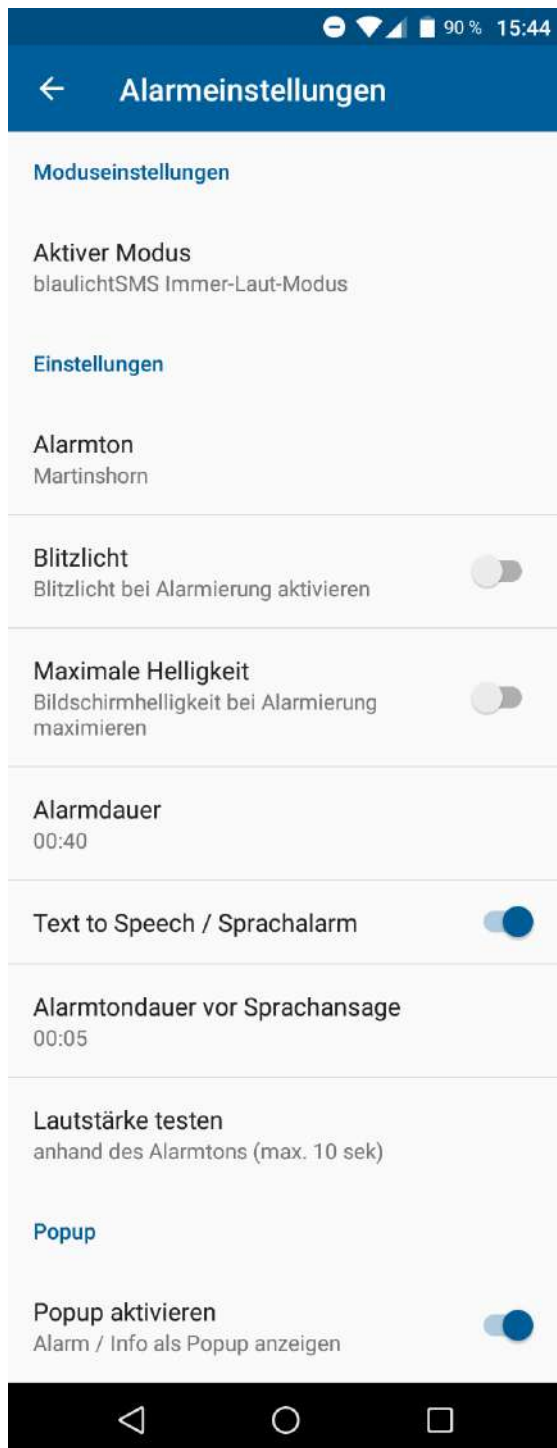 90 % 15:44
Alarmeinstellungen
Moduseinstellungen
Aktiver Modus
blaulichtSMS Immer-Laut-Modus
Einstellungen
Alarmton
Martinshorn
Blitzlicht
Blitzlicht bei Alarmierung aktivieren
Maximale Helligkeit
Bildschirmhelligkeit bei Alarmierung
maximieren
Alarmdauer
00:40
Text to Speech / Sprachalarm
Alarmtondauer vor Sprachansage
00:05
Lautstärke testen
anhand des Alarmtons (max. 10 sek)
Popup
Popup aktivieren
Alarm / Info als Popup anzeigen